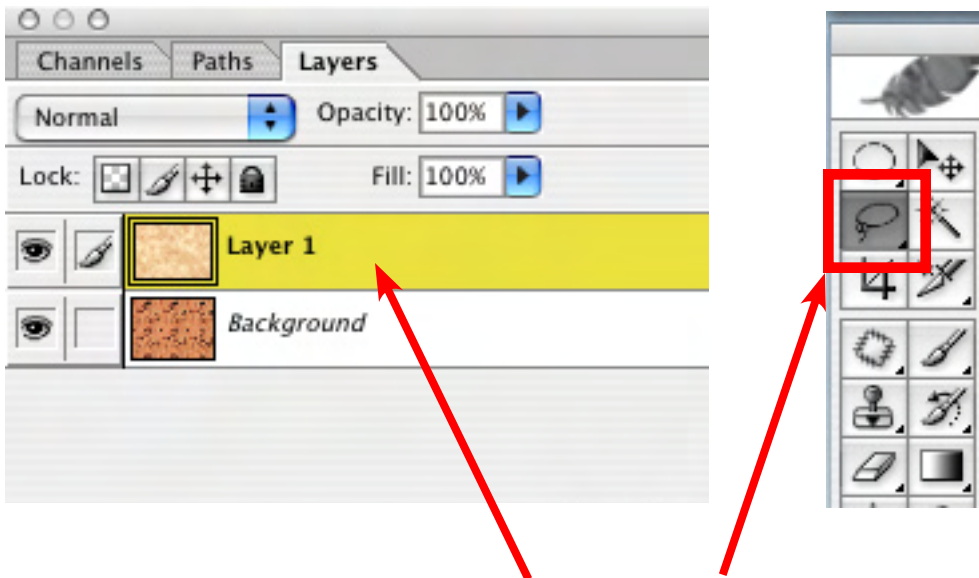 Channels Paths Layers
Normal Opacity: 100%
Lock: Fill: 100%
Layer 1
Background